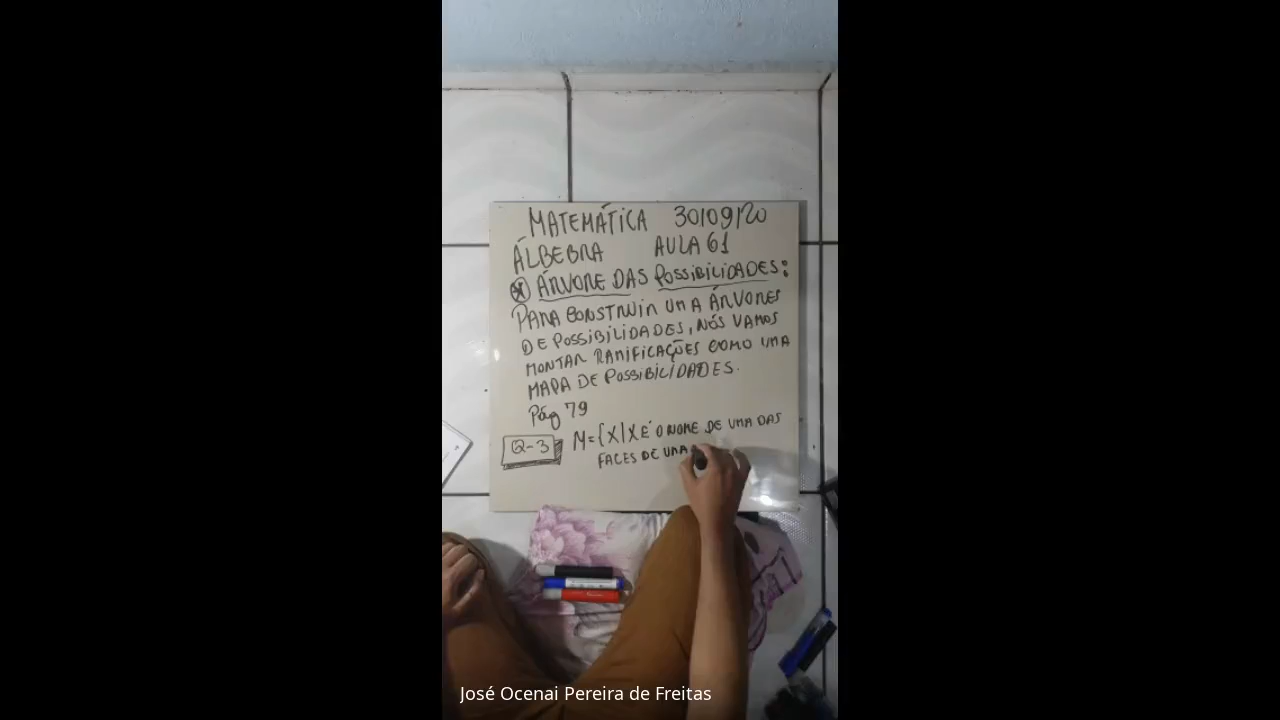 MATEMÁTICA 30/09/20
ÁLBEBRA AULA 61
ÁRVORE DAS POSSIBILIDADES:
PARA CONSTRUIR UMA ÁRVORES
DE POSSIBILIDADES, NÓS VAMOS
MONTAR RAMIFICAÇÕES COMO UMA
MAPA DE POSSIBILIDADES.
Pág 79
Q-3 M={X/X É O NOME DE UMA DAS
FACES DE UMA
José Ocenai Pereira de Freitas